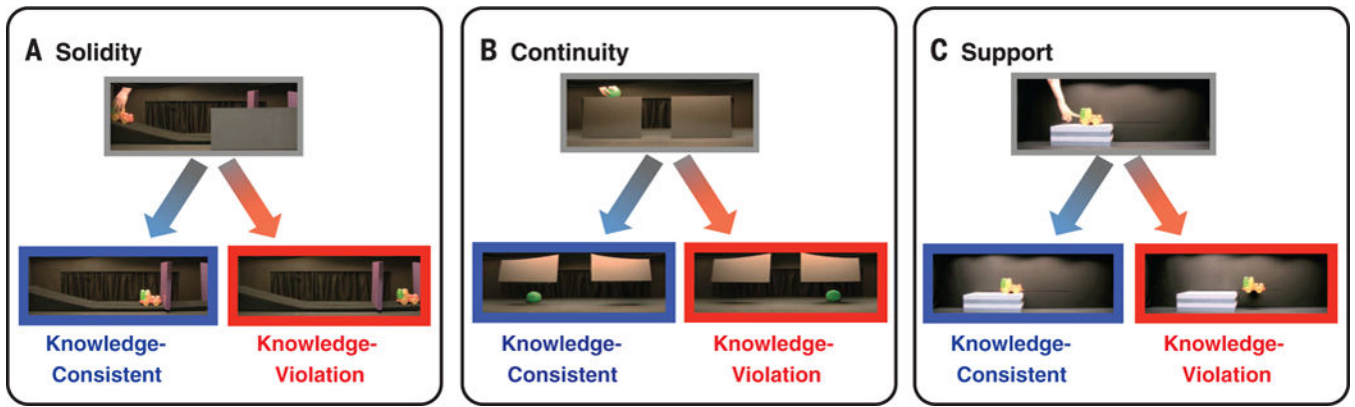 A Solidity
Knowledge-
Consistent
Knowledge-
Violation
B Continuity
Knowledge-
Consistent
Knowledge-
Violation
C Support
Knowledge-
Consistent
Knowledge-
Violation